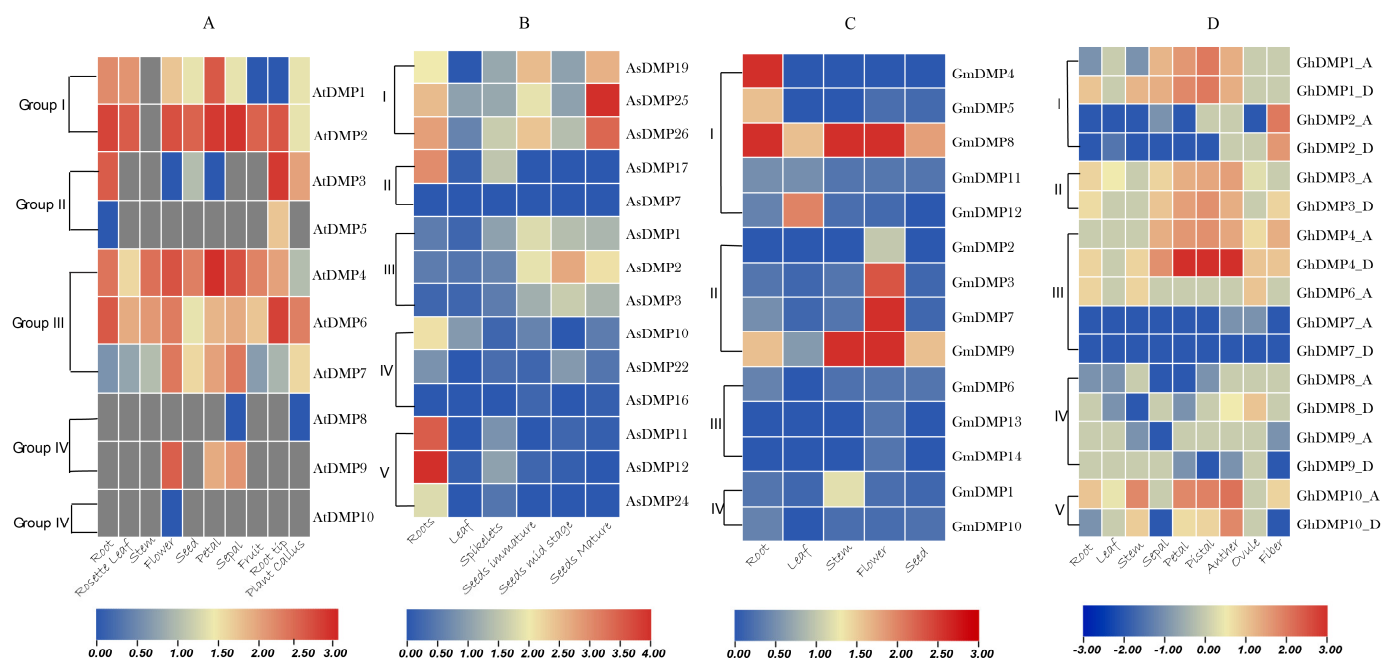 A
Group I
Group II
Group III
Group IV
Group IV
AtDMP1
AtDMP2
AtDMP3
AtDMP5
AtDMP4
AtDMP6
AtDMP7
AtDMP8
AtDMP9
AtDMP10
Root
Rosette Leaf
Stem
Flower
Seed
Petal
Sepal
Fruit
Root tip
Plant Callus
0.00 0.50 1.00 1.50 2.00 2.50 3.00
B
I
II
III
IV
V
AsDMP19
AsDMP25
AsDMP26
AsDMP17
AsDMP7
AsDMP1
AsDMP2
AsDMP3
AsDMP10
AsDMP22
AsDMP16
AsDMP11
AsDMP12
AsDMP24
Roots
Leaf
Spikelets
Seeds immature
Seeds mid stage
Seeds Mature
0.00 0.50 1.00 1.50 2.00 2.50 3.00 3.50 4.00
C
I
II
III
IV
GmDMP4
GmDMP5
GmDMP8
GmDMP11
GmDMP12
GmDMP2
GmDMP3
GmDMP7
GmDMP9
GmDMP6
GmDMP13
GmDMP14
GmDMP1
GmDMP10
Root
Leaf
Stem
Flower
Seed
0.00 0.50 1.00 1.50 2.00 2.50 3.00
D
I
II
III
IV
V
GhDMP1_A
GhDMP1_D
GhDMP2_A
GhDMP2_D
GhDMP3_A
GhDMP3_D
GhDMP4_A
GhDMP4_D
GhDMP6_A
GhDMP7_A
GhDMP7_D
GhDMP8_A
GhDMP8_D
GhDMP9_A
GhDMP9_D
GhDMP10_A
GhDMP10_D
Root
Leaf
Stem
Sepal
Petal
Pistal
Anther
Ovule
Fiber
-3.00 -2.00 -1.00 0.00 1.00 2.00 3.00